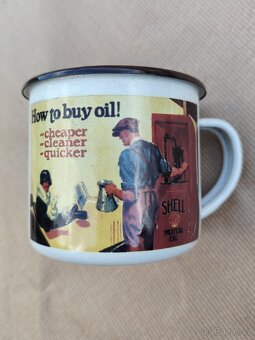 How to buy oil!
-cheaper
-cleaner
-quicker
SHELL
MOTOR
OIL